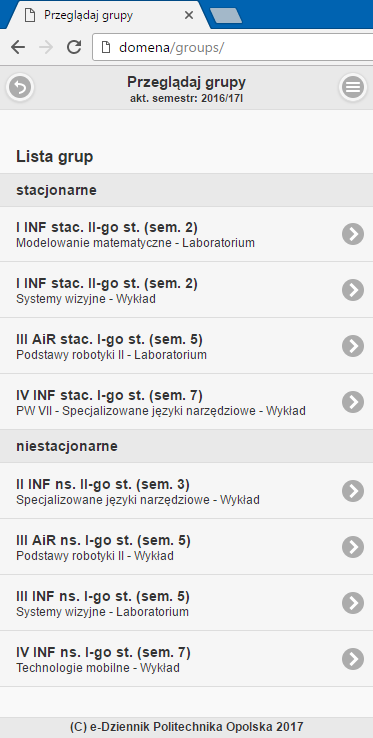 Przeglądaj grupy
domena/groups/
Przeglądaj grupy
akt. semestr: 2016/17I
Lista grup
stacjonarne
I INF stac. II-go st. (sem. 2)
Modelowanie matematyczne - Laboratorium
I INF stac. II-go st. (sem. 2)
Systemy wizyjne - Wykład
III AiR stac. I-go st. (sem. 5)
Podstawy robotyki II - Laboratorium
IV INF stac. I-go st. (sem. 7)
PW VII - Specjalizowane języki narzędziowe - Wykład
niestacjonarne
II INF ns. II-go st. (sem. 3)
Specjalizowane języki narzędziowe - Wykład
III AiR ns. I-go st. (sem. 5)
Podstawy robotyki II - Wykład
III INF ns. I-go st. (sem. 5)
Systemy wizyjne - Laboratorium
IV INF ns. I-go st. (sem. 7)
Technologie mobilne - Wykład
(C) e-Dziennik Politechnika Opolska 2017